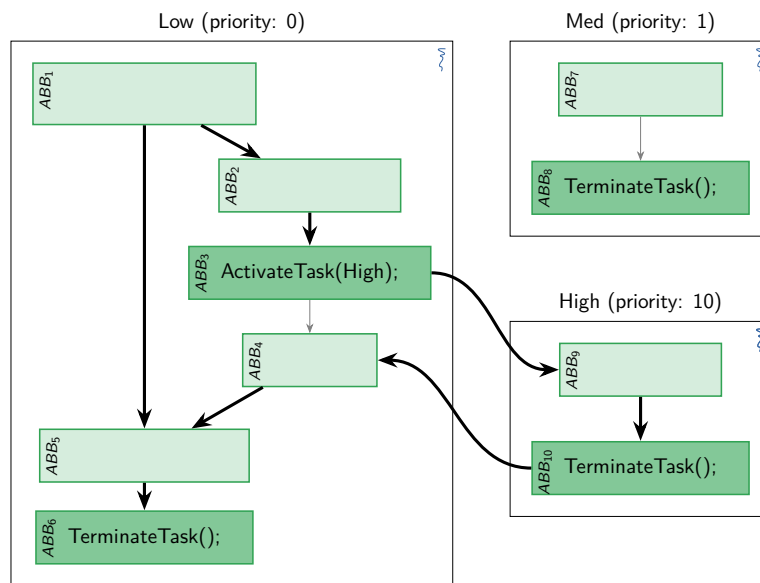 Low (priority: 0)
ABB1
ABB2
ABB3 ActivateTask(High);
ABB4
ABB5
ABB6 TerminateTask();
Med (priority: 1)
ABB7
ABB8 TerminateTask();
High (priority: 10)
ABB9
ABB10 TerminateTask();